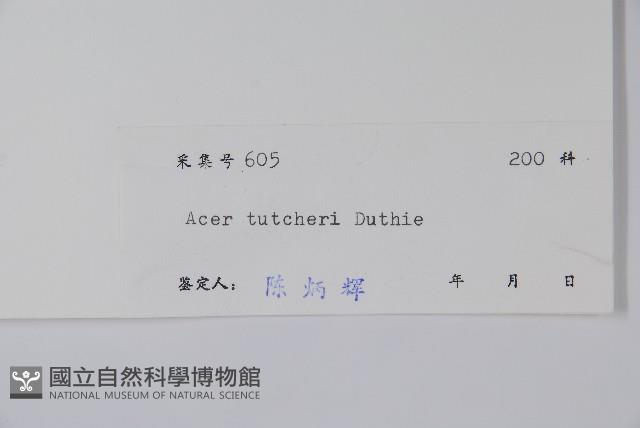 采集号 605 200 科
Acer tutcheri Duthie
鉴定人: 陈炳辉 年 月 日
國立自然科學博物館
NATIONAL MUSEUM OF NATURAL SCIENCE